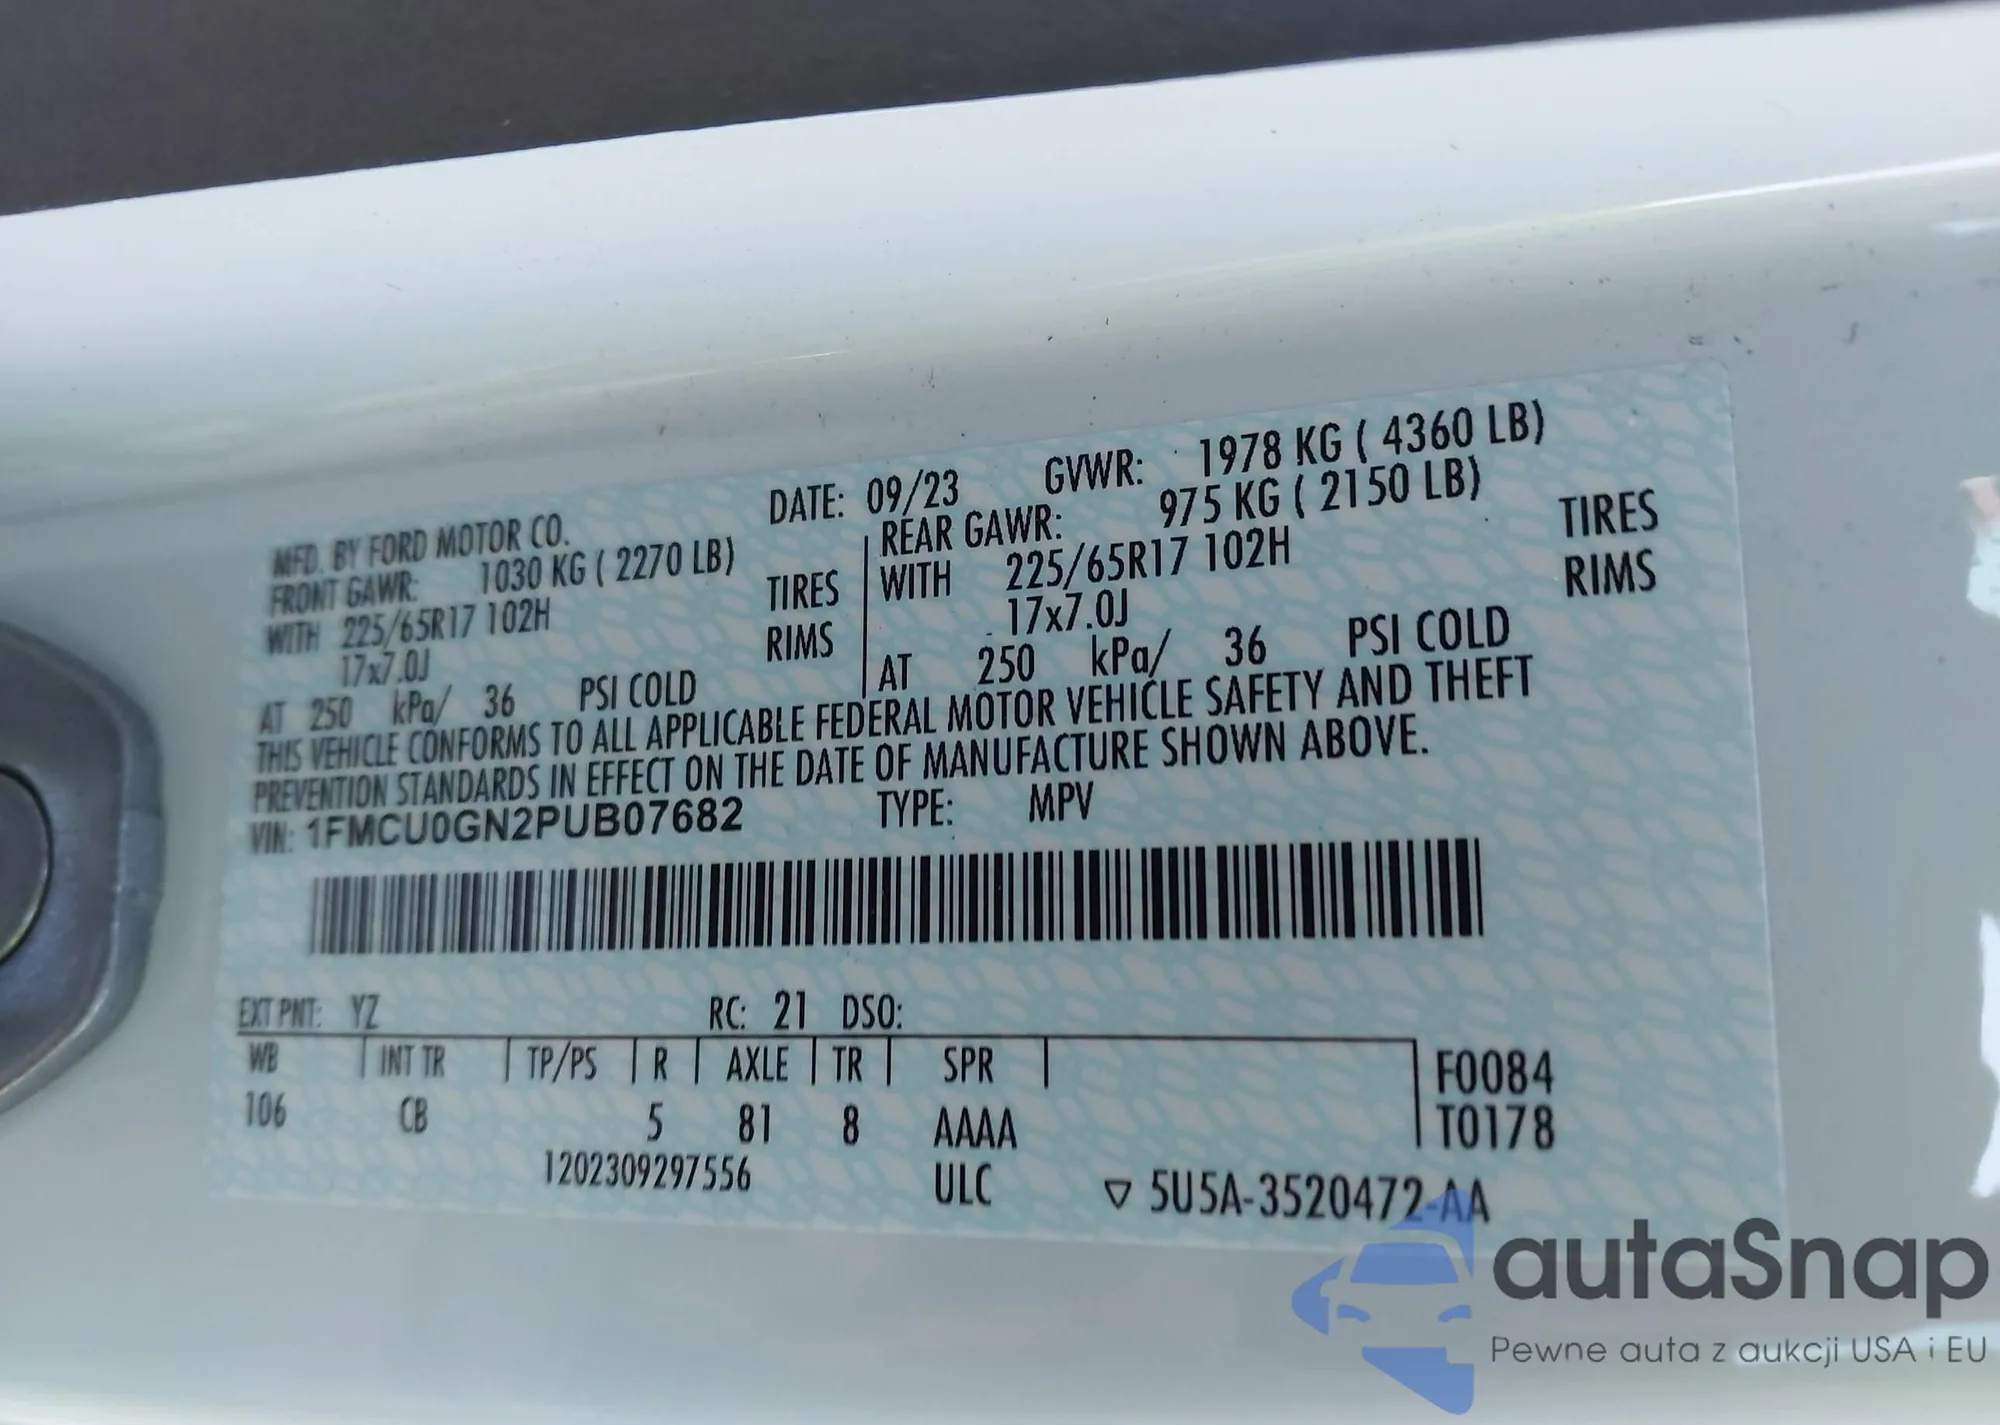 MFD. BY FORD MOTOR CO. DATE: 09/23 GVWR: 1978 KG ( 4360 LB)
FRONT GAWR: 1030 KG ( 2270 LB) REAR GAWR: 975 KG ( 2150 LB)
WITH 225/65R17 102H TIRES WITH 225/65R17 102H TIRES
17x7.0J RIMS 17x7.0J RIMS
AT 250 kPa/ 36 PSI COLD AT 250 kPa/ 36 PSI COLD
THIS VEHICLE CONFORMS TO ALL APPLICABLE FEDERAL MOTOR VEHICLE SAFETY AND THEFT
PREVENTION STANDARDS IN EFFECT ON THE DATE OF MANUFACTURE SHOWN ABOVE.
VIN: 1FMCU0GN2PUB07682 TYPE: MPV
EXT PNT: YZ RC: 21 DSO:
WB INT TR TP/PS R AXLE TR SPR F0084
106 CB 5 81 8 AAAA T0178
1202309297556 ULC ▽ 5U5A-3520472-AA
autaSnap
Pewne auta z aukcji USA i EU